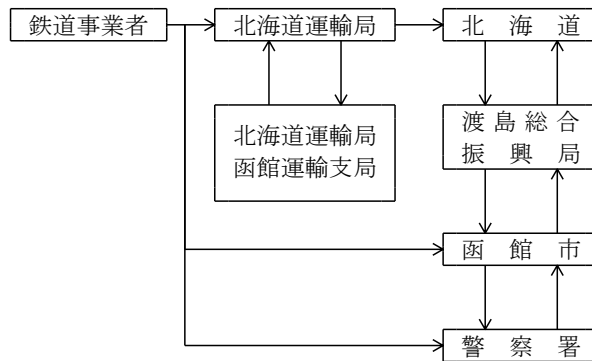 鉄道事業者
北海道運輸局
北海道
北海道運輸局
函館運輸支局
渡島総合
振興局
函館市
警察署